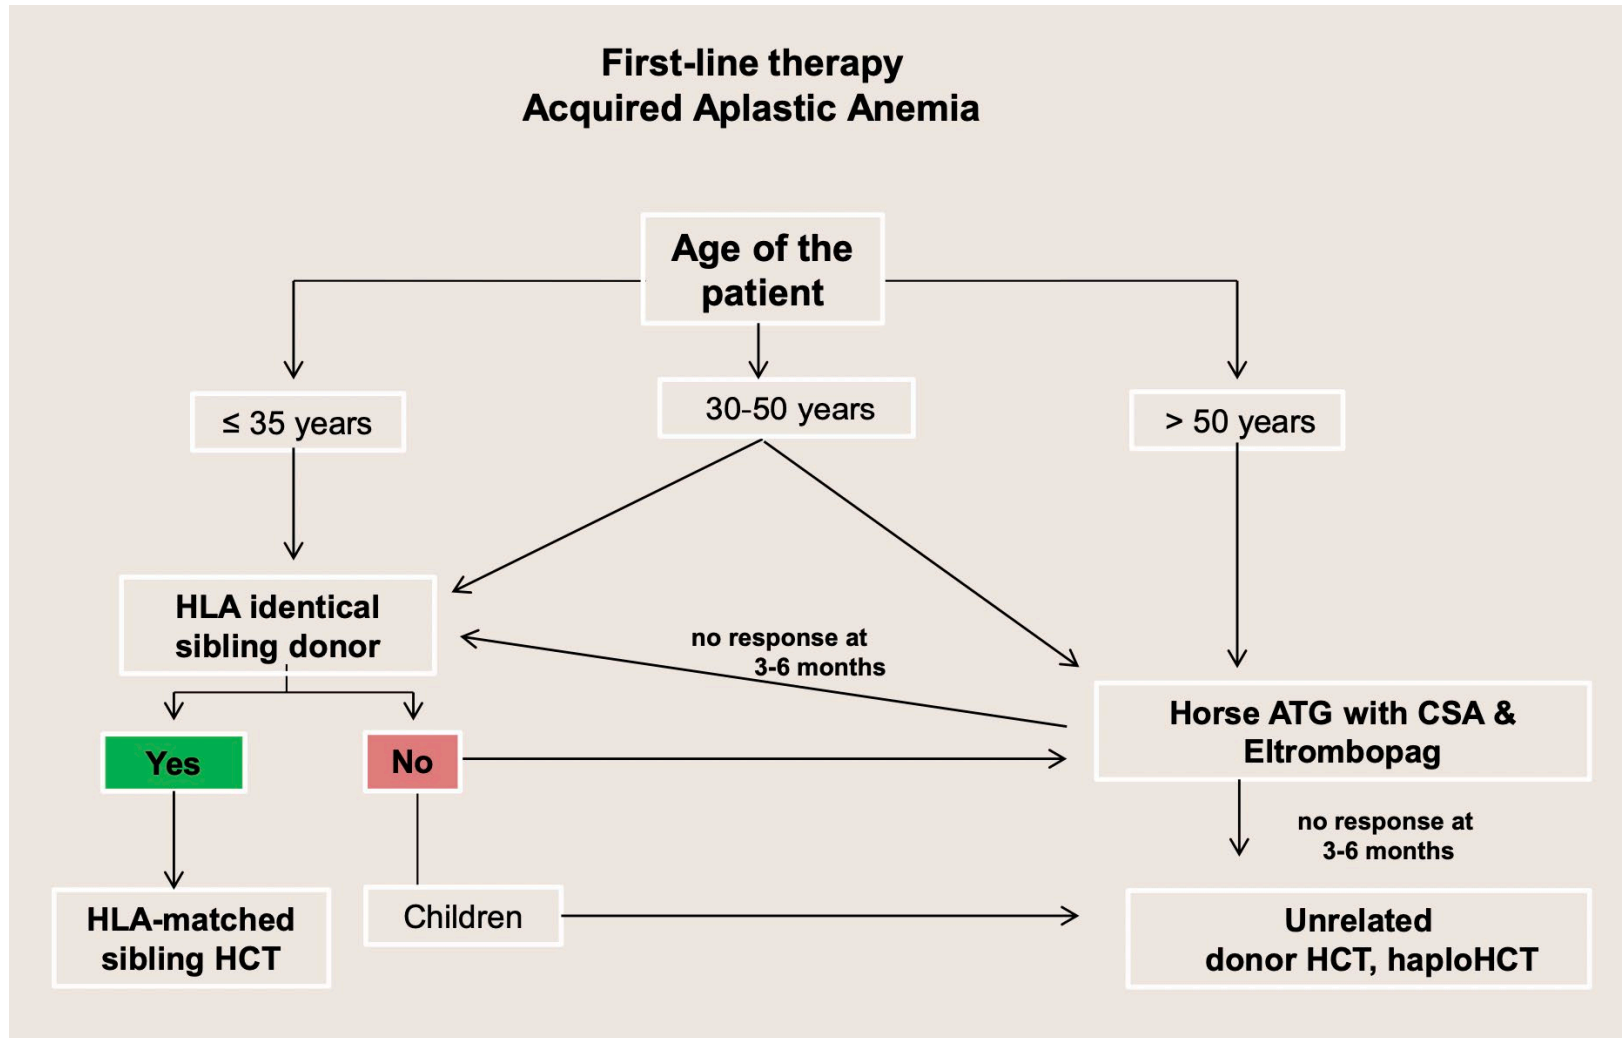 First-line therapy
Acquired Aplastic Anemia
Age of the
patient
≤ 35 years
30-50 years
> 50 years
HLA identical
sibling donor
no response at
3-6 months
Horse ATG with CSA &
Eltrombopag
Yes
No
no response at
3-6 months
HLA-matched
sibling HCT
Children
Unrelated
donor HCT, haploHCT